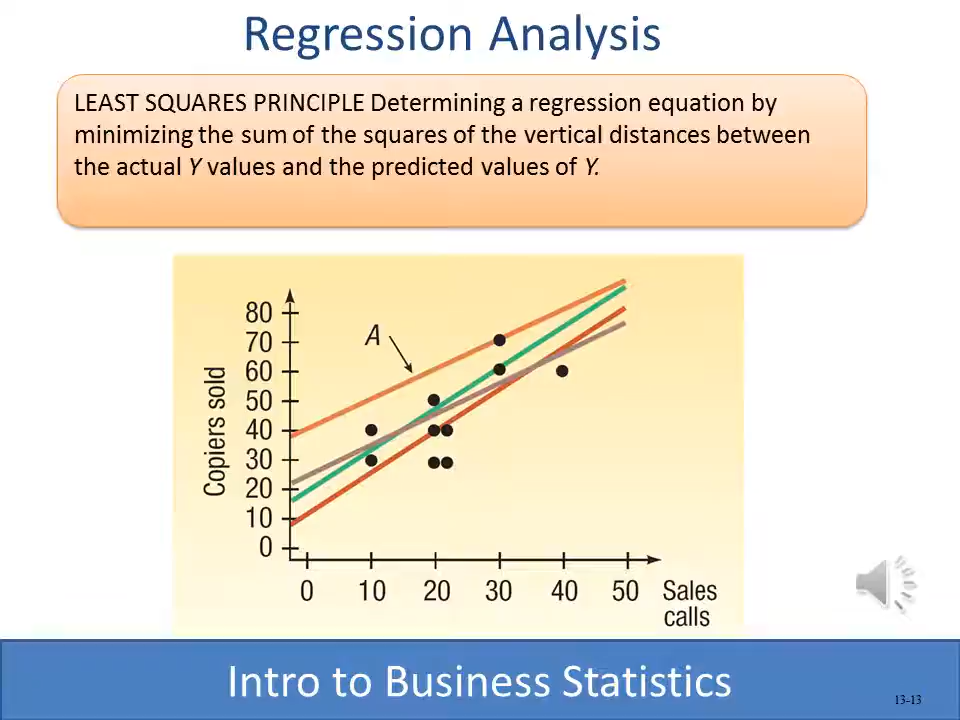 Regression Analysis
LEAST SQUARES PRINCIPLE Determining a regression equation by
minimizing the sum of the squares of the vertical distances between
the actual Y values and the predicted values of Y.
80
70
60
50
40
30
20
10
0
Copiers sold
A
0 10 20 30 40 50 Sales
calls
Intro to Business Statistics
13-13